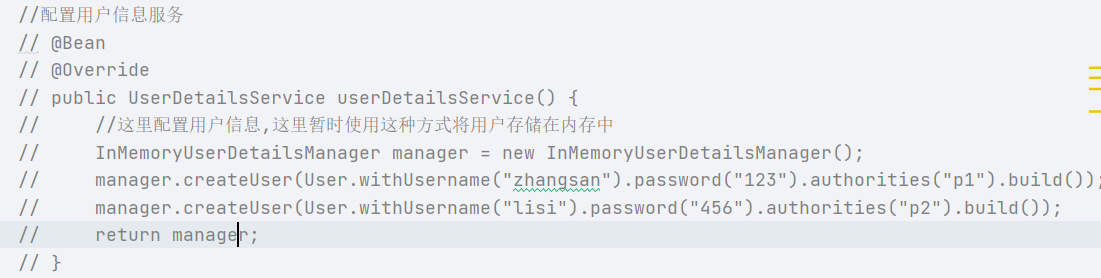 //配置用户信息服务
// @Bean
// @Override
// public UserDetailsService userDetailsService() {
//     //这里配置用户信息,这里暂时使用这种方式将用户存储在内存中
//     InMemoryUserDetailsManager manager = new InMemoryUserDetailsManager();
//     manager.createUser(User.withUsername("zhangsan").password("123").authorities("p1").build());
//     manager.createUser(User.withUsername("lisi").password("456").authorities("p2").build());
//     return manager;
// }